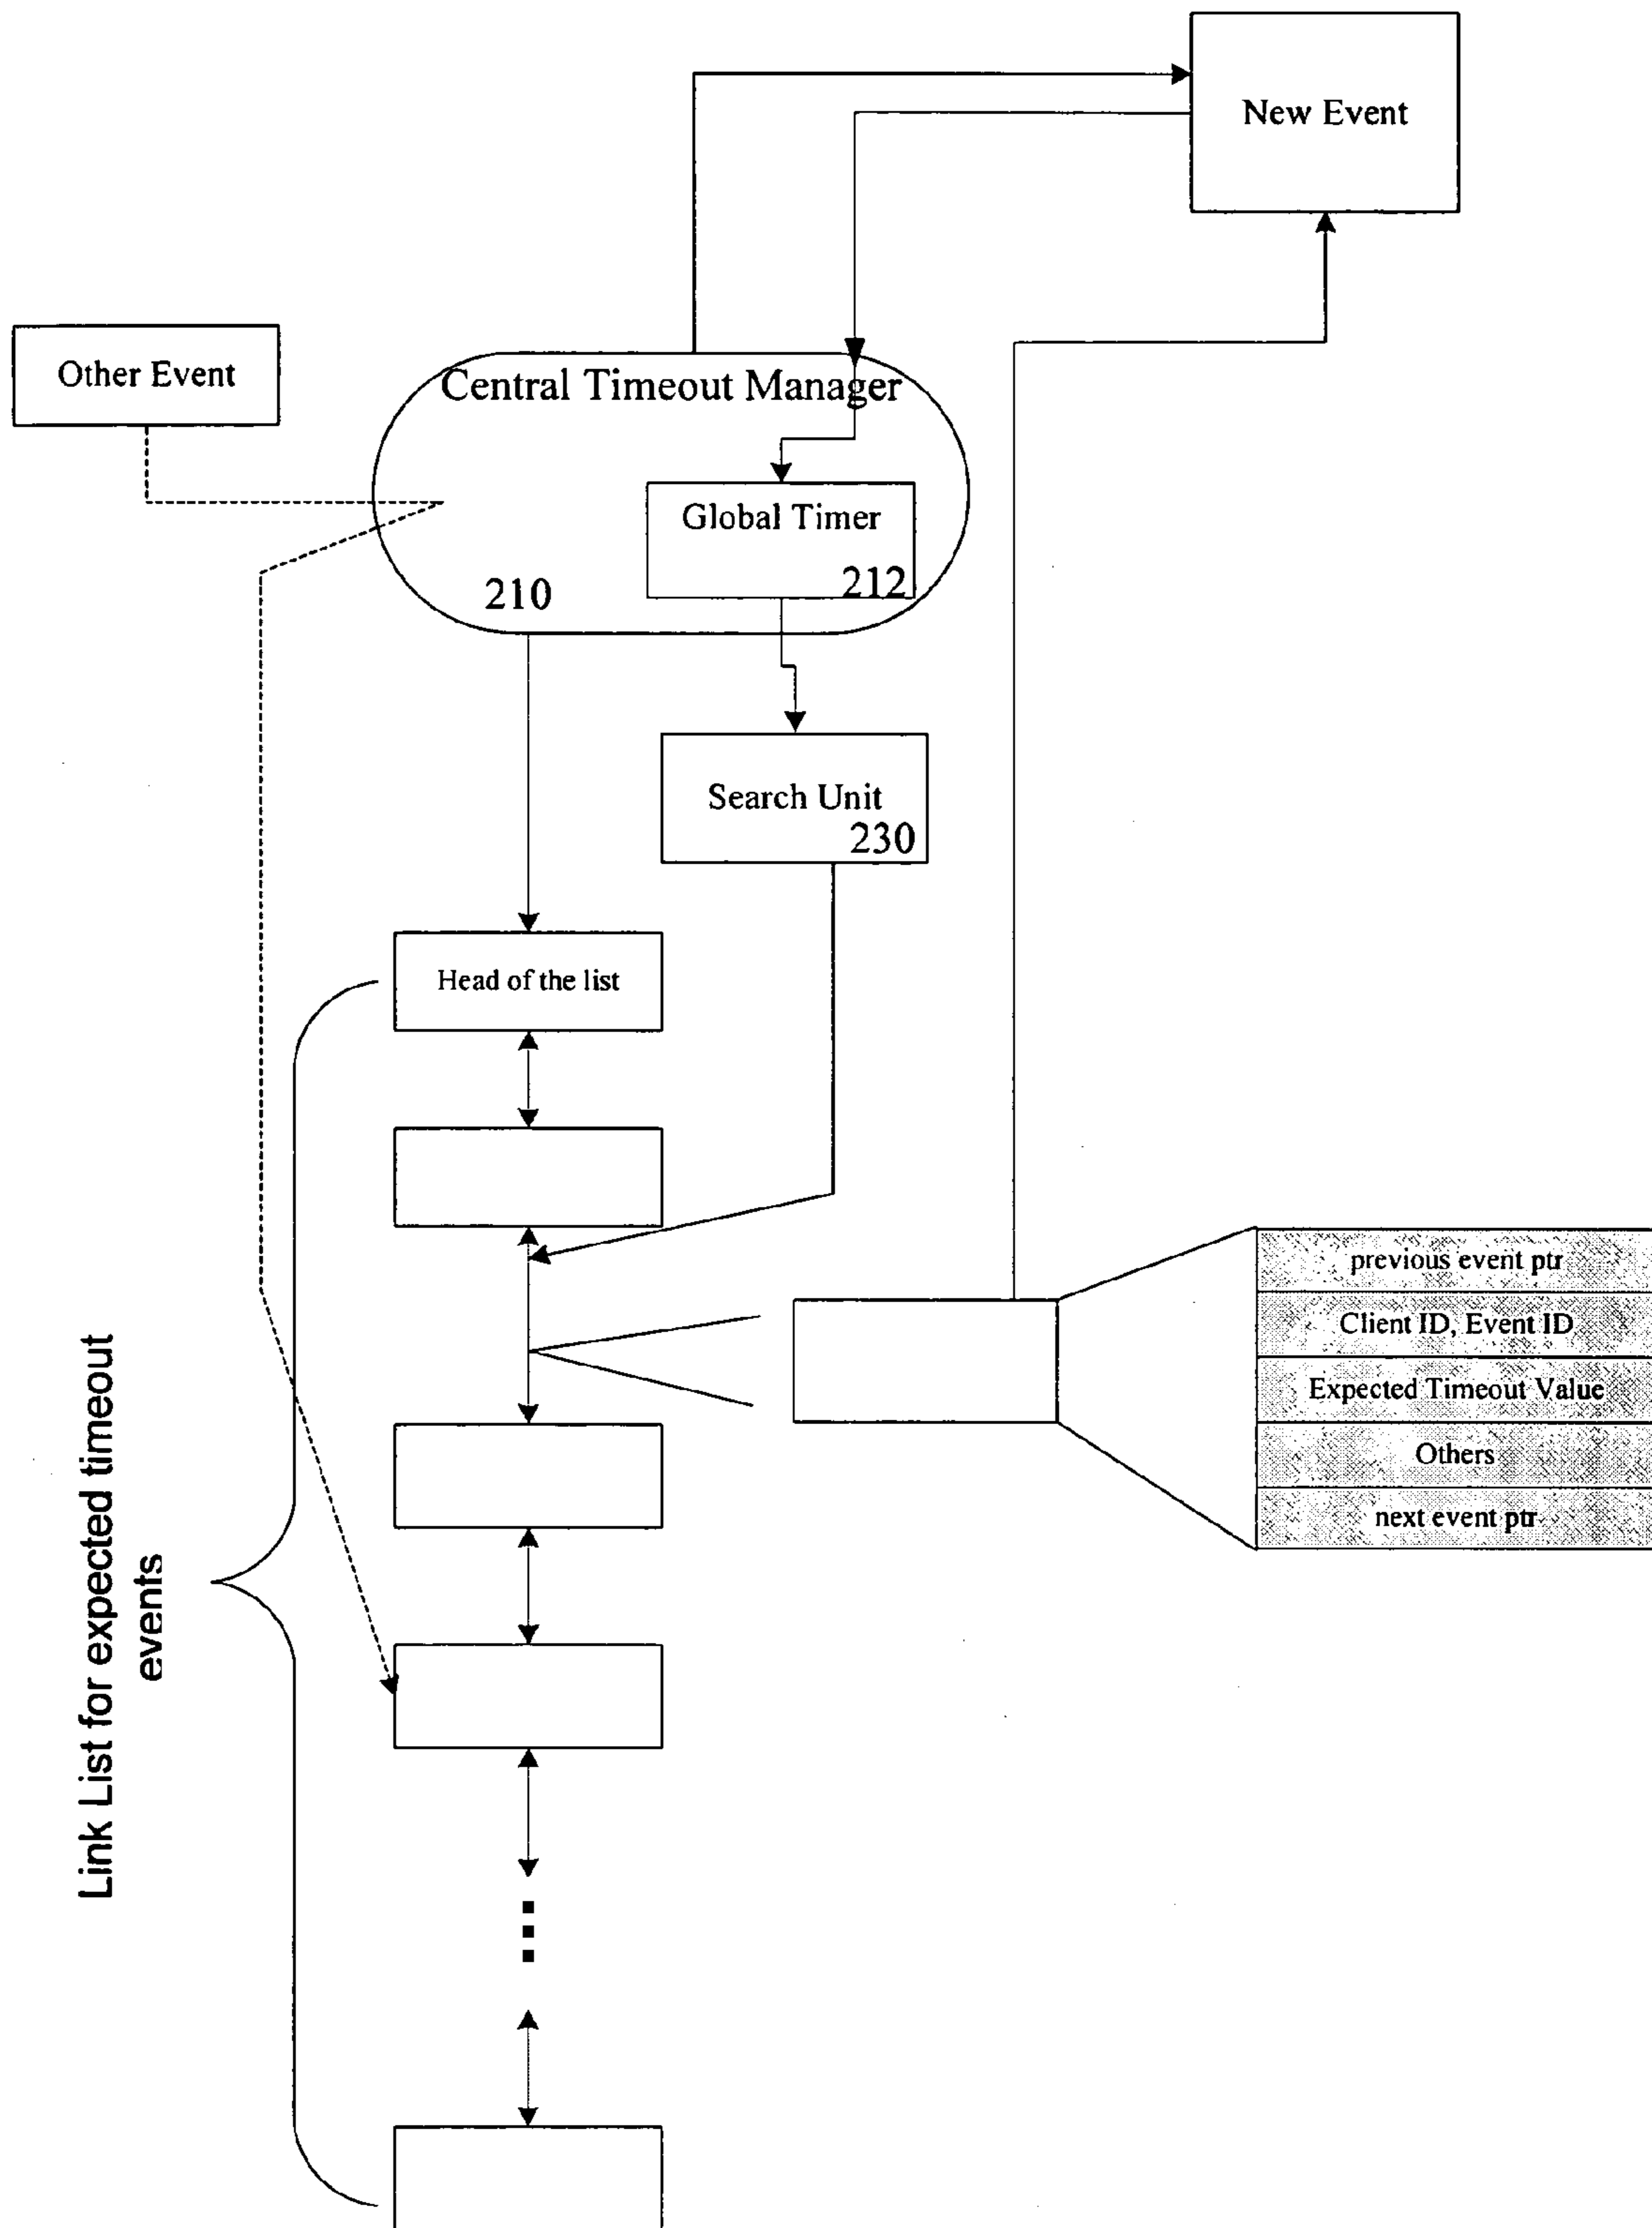 New Event
Other Event
Central Timeout Manager
Global Timer
212
210
Search Unit
230
Head of the list
previous event ptr
Client ID, Event ID
Expected Timeout Value
Others
next event ptr
Link List for expected timeout
events